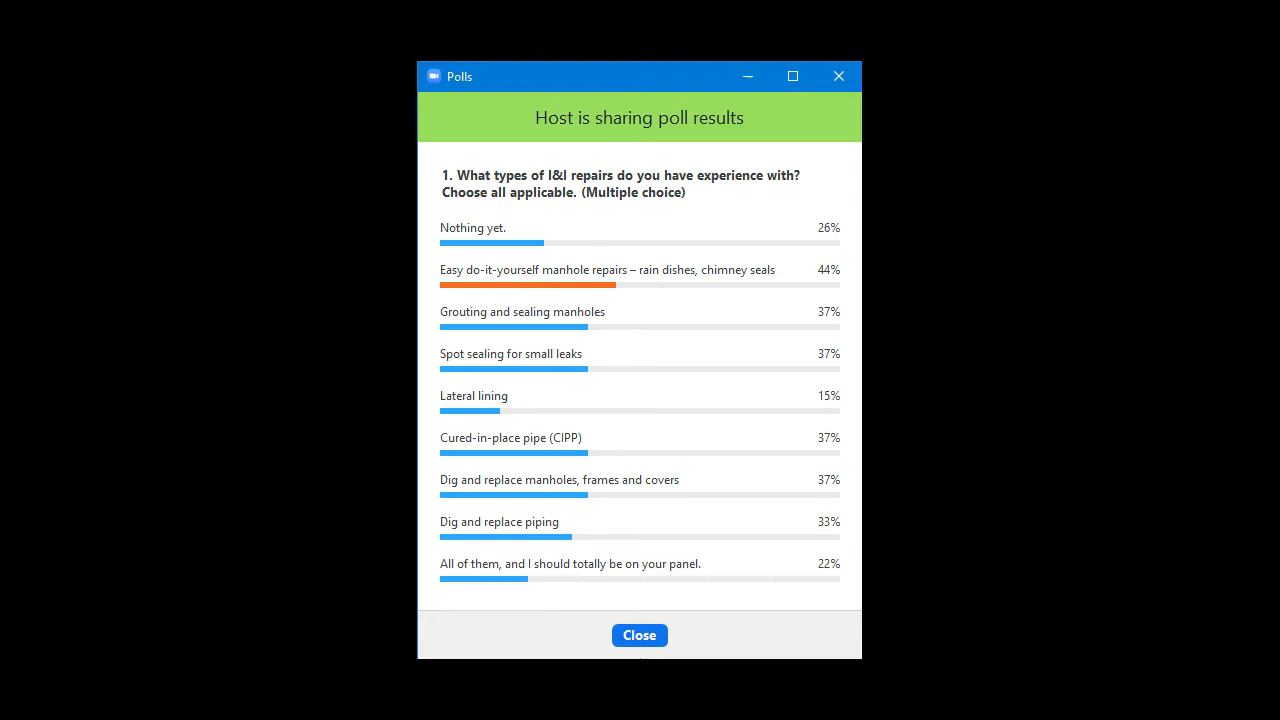 Polls
Host is sharing poll results
1. What types of I&I repairs do you have experience with?
Choose all applicable. (Multiple choice)
Nothing yet. 26%
Easy do-it-yourself manhole repairs – rain dishes, chimney seals 44%
Grouting and sealing manholes 37%
Spot sealing for small leaks 37%
Lateral lining 15%
Cured-in-place pipe (CIPP) 37%
Dig and replace manholes, frames and covers 37%
Dig and replace piping 33%
All of them, and I should totally be on your panel. 22%
Close